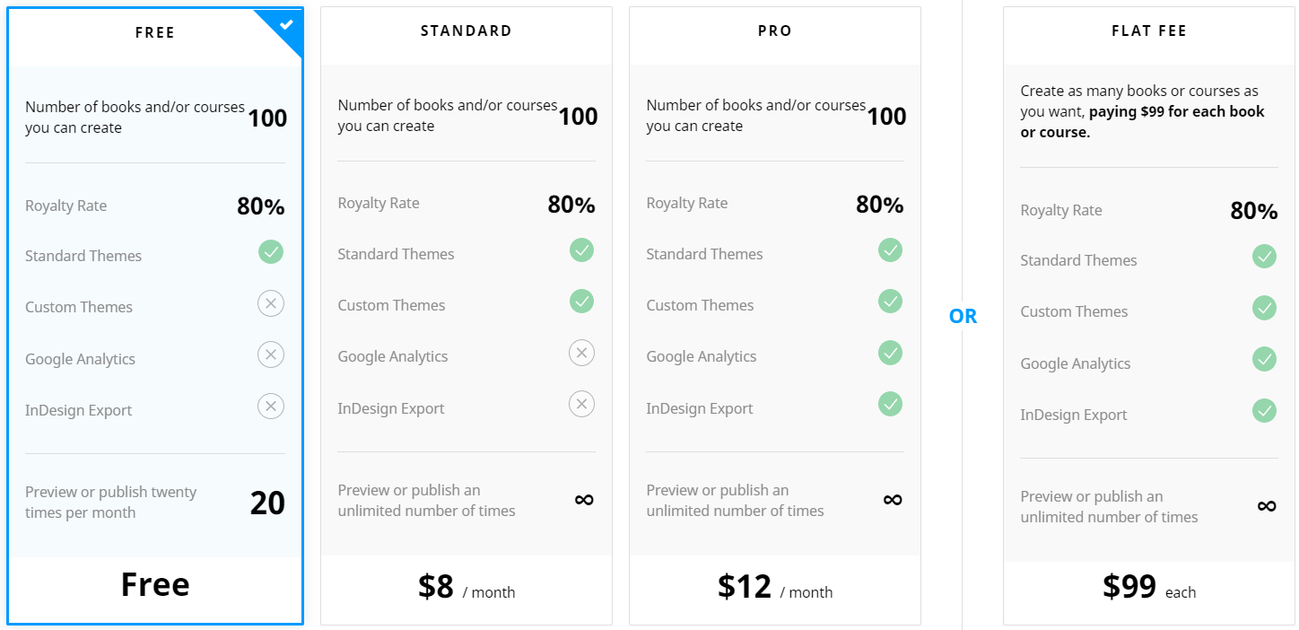 FREE
Number of books and/or courses
you can create
100
Royalty Rate
80%
Standard Themes
Custom Themes
Google Analytics
InDesign Export
Preview or publish twenty
times per month
20
Free
STANDARD
Number of books and/or courses
you can create
100
Royalty Rate
80%
Standard Themes
Custom Themes
Google Analytics
InDesign Export
Preview or publish an
unlimited number of times
∞
$8 / month
PRO
Number of books and/or courses
you can create
100
Royalty Rate
80%
Standard Themes
Custom Themes
Google Analytics
InDesign Export
Preview or publish an
unlimited number of times
∞
$12 / month
OR
FLAT FEE
Create as many books or courses as
you want, paying $99 for each book
or course.
Royalty Rate
80%
Standard Themes
Custom Themes
Google Analytics
InDesign Export
Preview or publish an
unlimited number of times
∞
$99 each